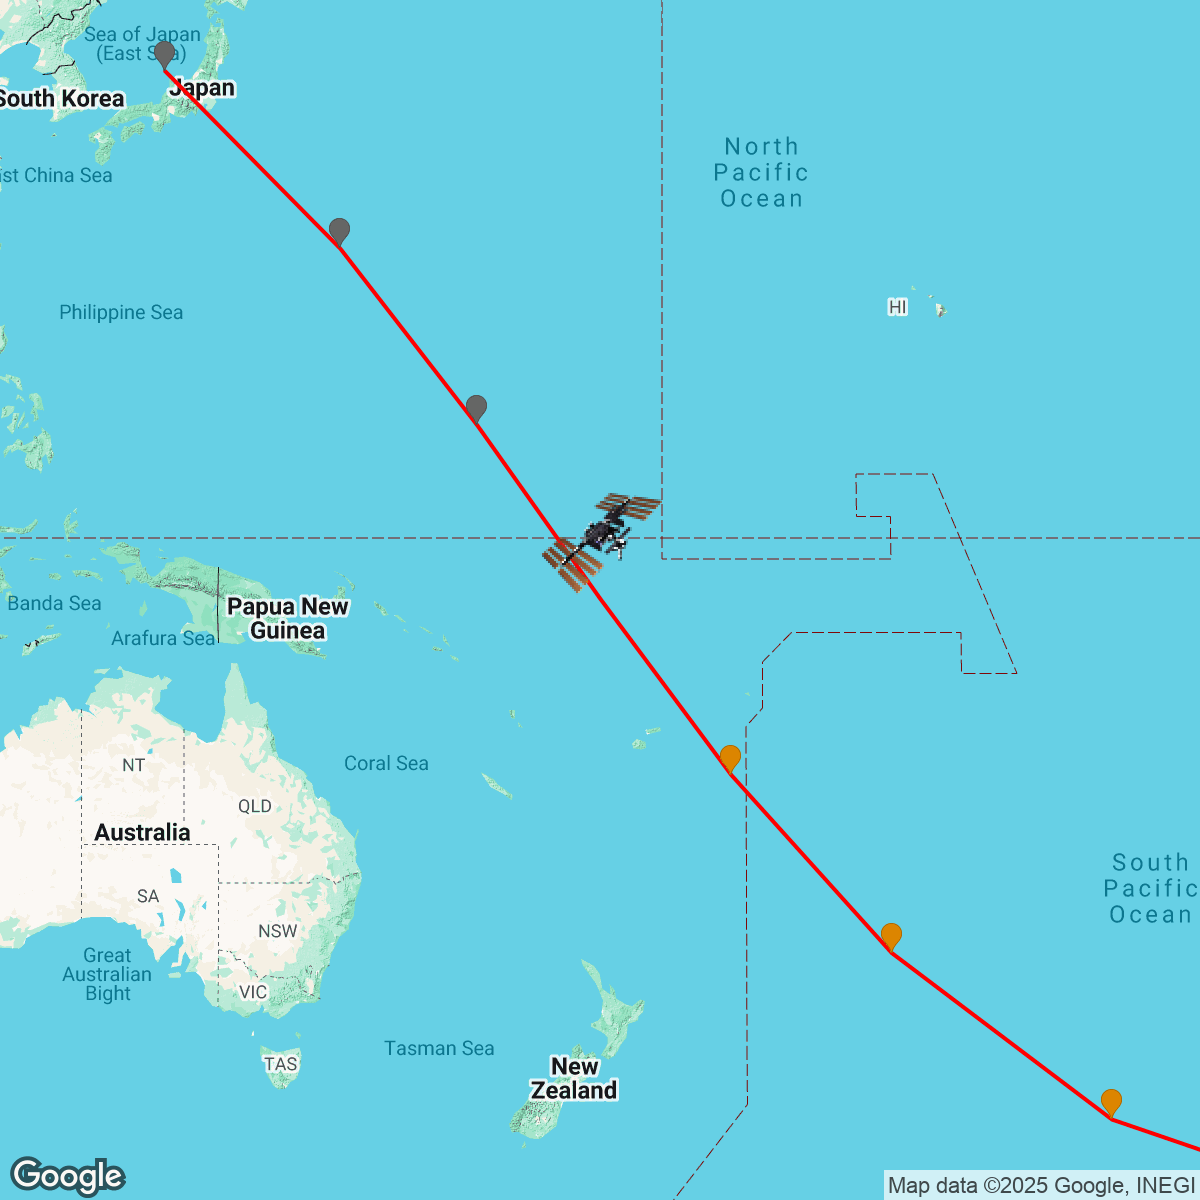 Sea of Japan
(East Sea)
Japan
South Korea
North
Pacific
Ocean
st China Sea
HI
Philippine Sea
Banda Sea
Papua New
Guinea
Arafura Sea
NT
Coral Sea
QLD
Australia
South
Pacific
Ocean
SA
NSW
Great
Australian
Bight
VIC
Tasman Sea
TAS
New
Zealand
Google
Map data ©2025 Google, INEGI